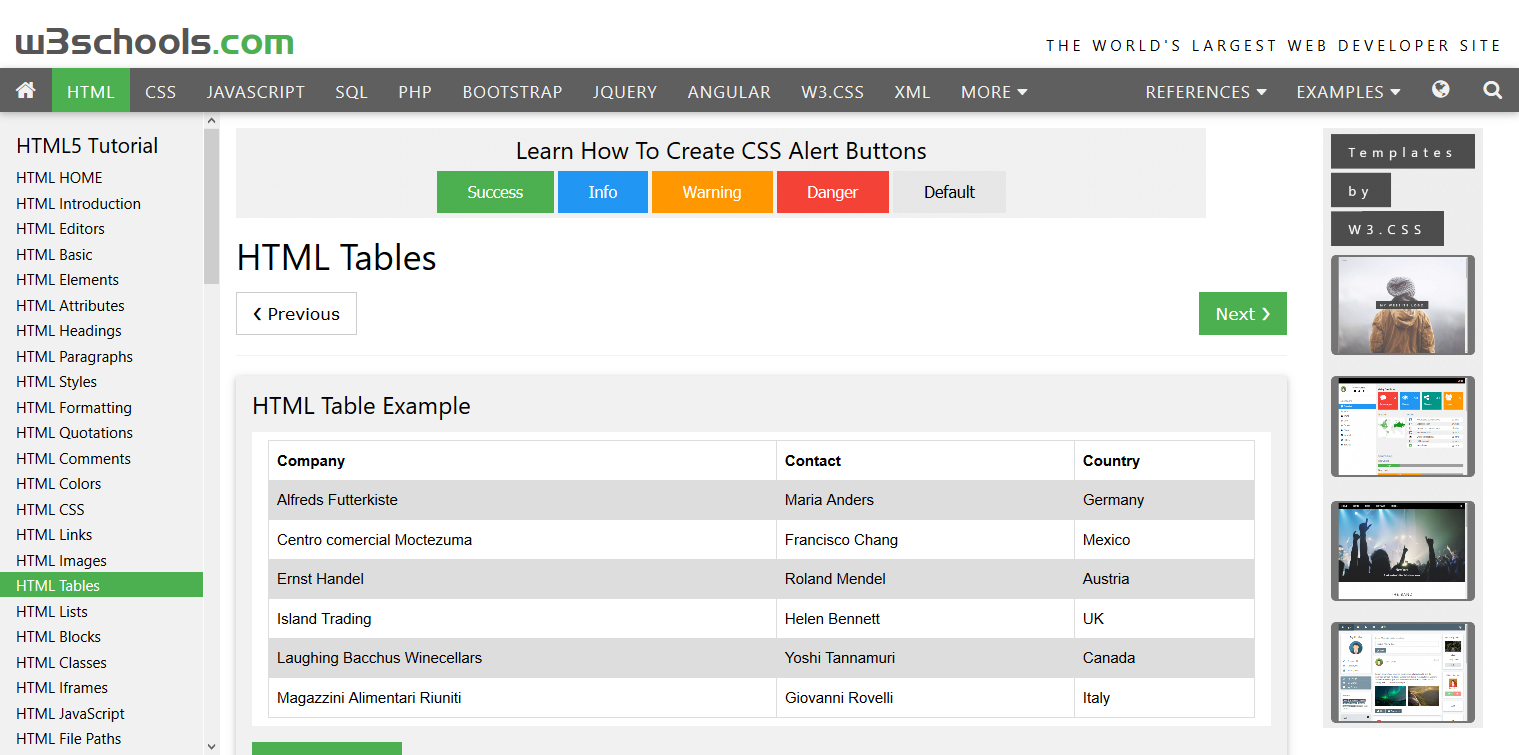 w3schools.com
THE WORLD'S LARGEST WEB DEVELOPER SITE
HTML CSS JAVASCRIPT SQL PHP BOOTSTRAP JQUERY ANGULAR W3.CSS XML MORE REFERENCES EXAMPLES
HTML5 Tutorial
HTML HOME
HTML Introduction
HTML Editors
HTML Basic
HTML Elements
HTML Attributes
HTML Headings
HTML Paragraphs
HTML Styles
HTML Formatting
HTML Quotations
HTML Comments
HTML Colors
HTML CSS
HTML Links
HTML Images
HTML Tables
HTML Lists
HTML Blocks
HTML Classes
HTML Iframes
HTML JavaScript
HTML File Paths
Learn How To Create CSS Alert Buttons
Success Info Warning Danger Default
HTML Tables
❮ Previous
Next ❯
HTML Table Example
Company Contact Country
Alfreds Futterkiste Maria Anders Germany
Centro comercial Moctezuma Francisco Chang Mexico
Ernst Handel Roland Mendel Austria
Island Trading Helen Bennett UK
Laughing Bacchus Winecellars Yoshi Tannamuri Canada
Magazzini Alimentari Riuniti Giovanni Rovelli Italy
Templates
by
W3.CSS